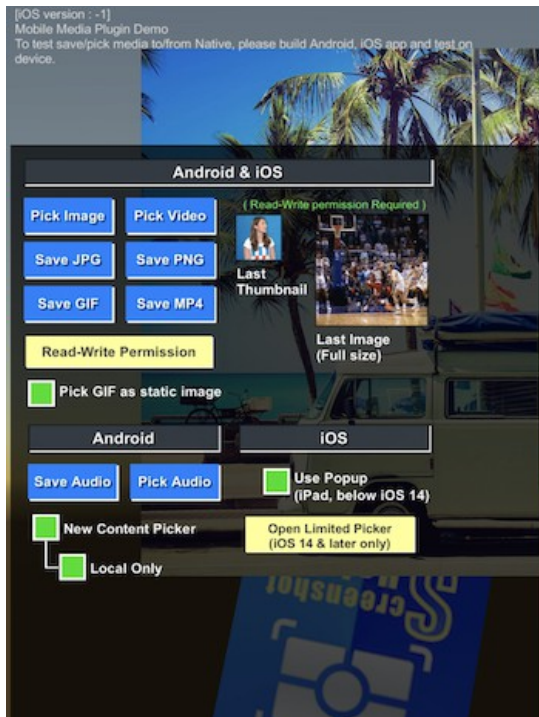 [iOS version : -1]
Mobile Media Plugin Demo
To test save/pick media to/from Native, please build Android, iOS app and test on
device.
Android & iOS
Pick Image
Pick Video
( Read-Write permission Required )
Save JPG
Save PNG
Last
Thumbnail
Save GIF
Save MP4
Last Image
(Full size)
Read-Write Permission
Pick GIF as static image
Android
iOS
Save Audio
Pick Audio
Use Popup
(iPad, below iOS 14)
New Content Picker
Open Limited Picker
(iOS 14 & later only)
Local Only
Screenshot